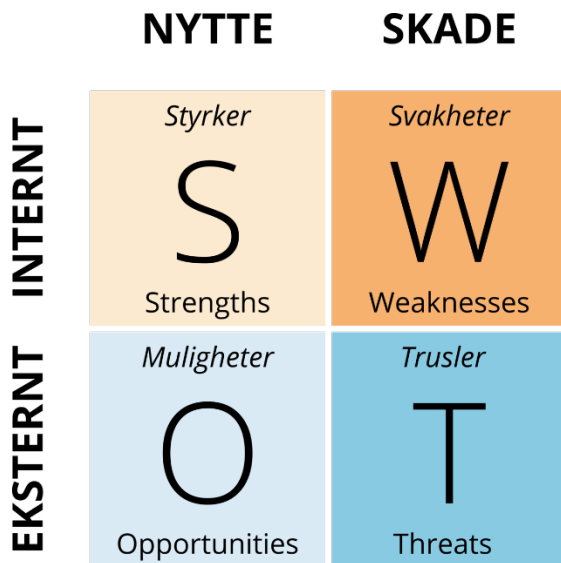 NYTTE
SKADE
INTERNT
Styrker
S
Strengths
Svakheter
W
Weaknesses
EKSTERNT
Muligheter
O
Opportunities
Trusler
T
Threats